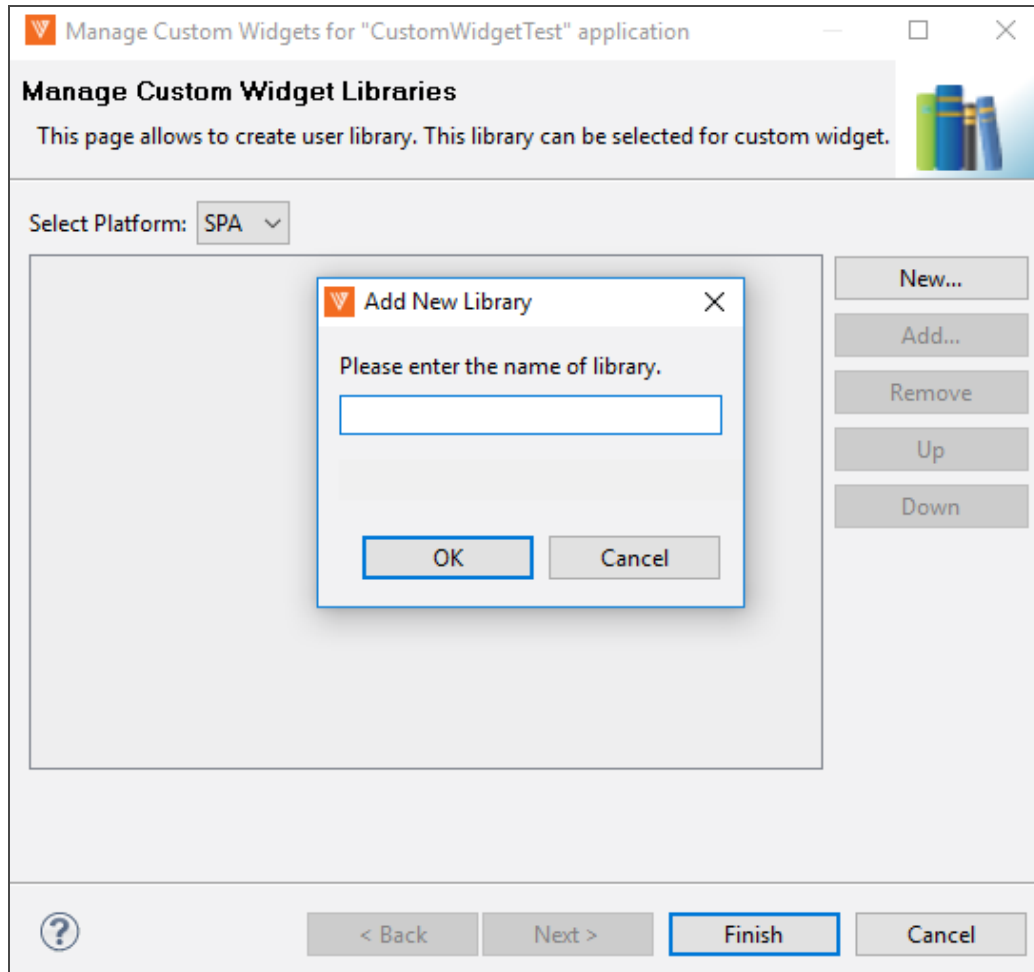 Manage Custom Widgets for "CustomWidgetTest" application
Manage Custom Widget Libraries
This page allows to create user library. This library can be selected for custom widget.
Select Platform: SPA
New...
Add New Library
Add...
Please enter the name of library.
Remove
Up
Down
OK Cancel
? < Back Next > Finish Cancel